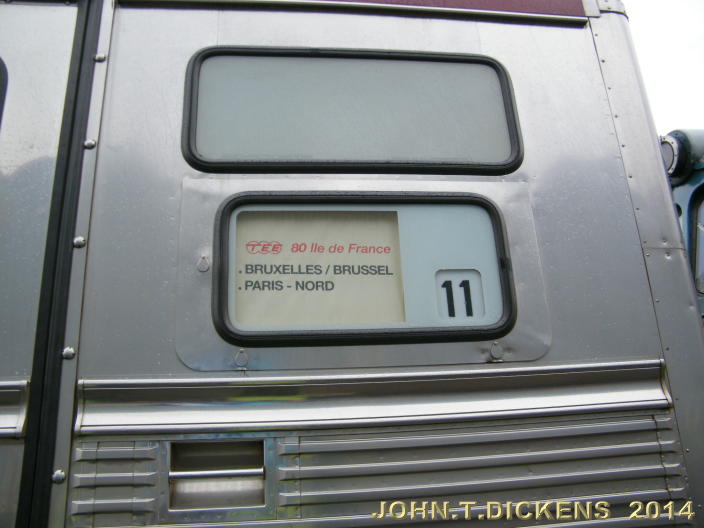 TEE 80 Ile de France
. BRUXELLES / BRUSSEL
. PARIS - NORD
11
JOHN.T.DICKENS 2014